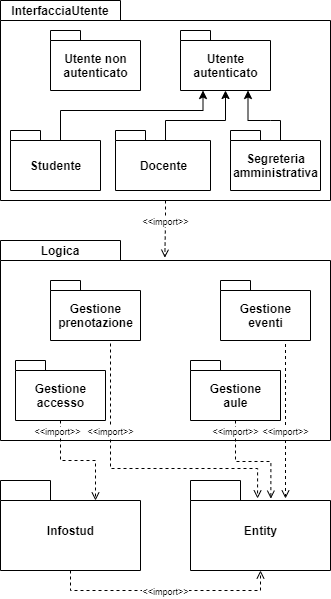 InterfacciaUtente
Utente non
autenticato
Utente
autenticato
Studente
Docente
Segreteria
amministrativa
<<import>>
Logica
Gestione
prenotazione
Gestione
eventi
Gestione
accesso
Gestione
aule
<<import>>
<<import>>
<<import>>
<<import>>
Infostud
Entity
<<import>>